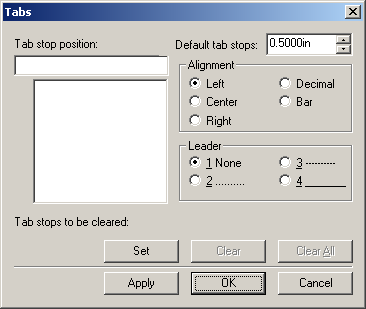 Tabs
Tab stop position:
Default tab stops: 0.5000in
Alignment
Left Decimal
Center Bar
Right
Leader
1 None 3 ----------
2 .......... 4 ________
Tab stops to be cleared:
Set Clear Clear All
Apply OK Cancel